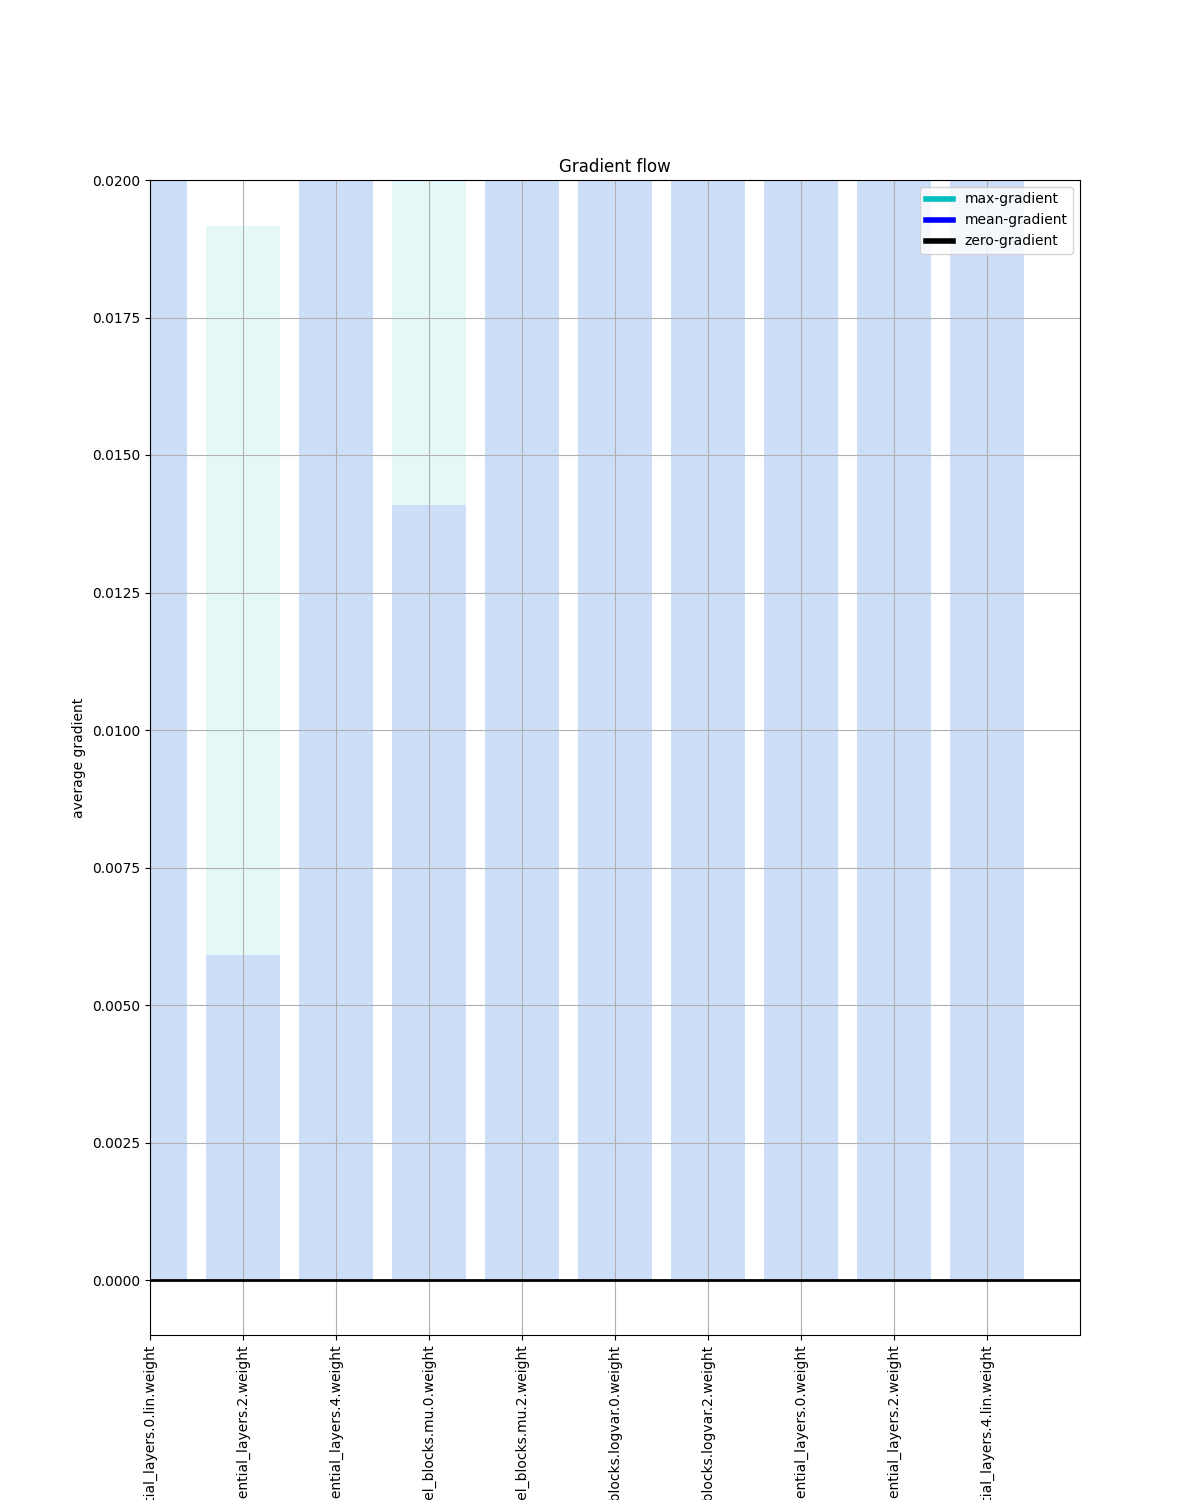 Gradient flow
max-gradient
mean-gradient
zero-gradient
0.0200
0.0175
0.0150
0.0125
0.0100
0.0075
0.0050
0.0025
0.0000
average gradient
tial_layers.0.lin.weight
ential_layers.2.weight
ential_layers.4.weight
el_blocks.mu.0.weight
el_blocks.mu.2.weight
blocks.logvar.0.weight
blocks.logvar.2.weight
ential_layers.0.weight
ential_layers.2.weight
tial_layers.4.lin.weight